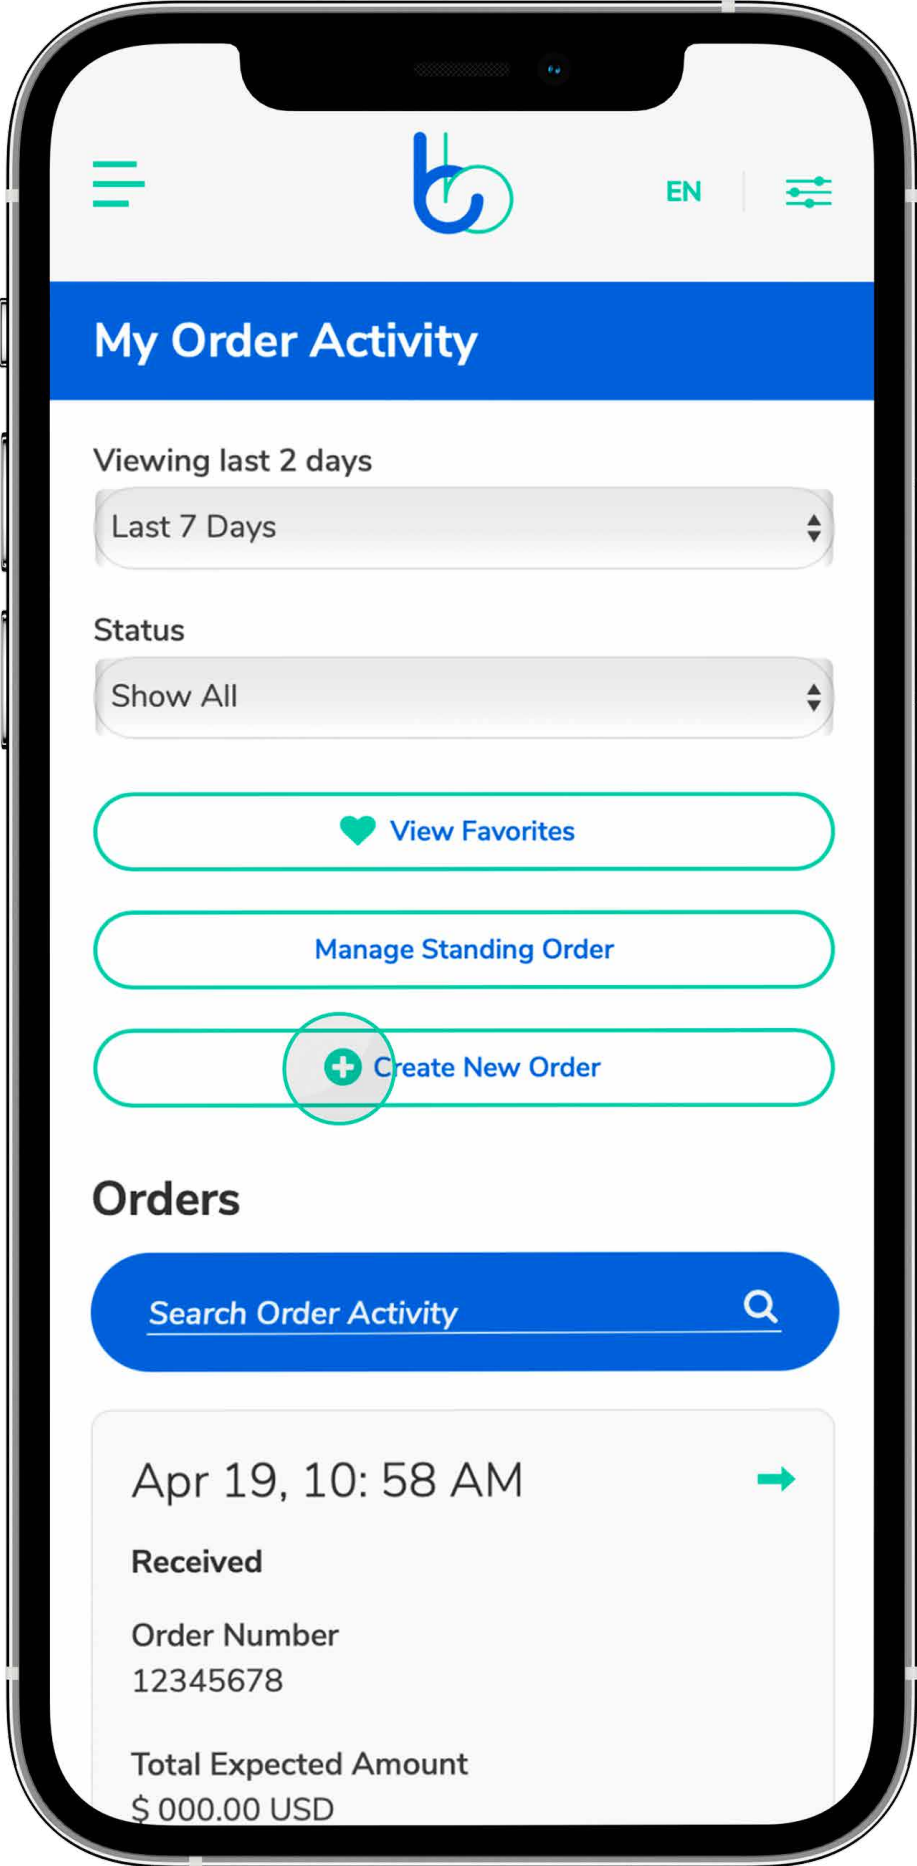 EN
My Order Activity
Viewing last 2 days
Last 7 Days
Status
Show All
View Favorites
Manage Standing Order
Create New Order
Orders
Search Order Activity
Apr 19, 10: 58 AM
Received
Order Number
12345678
Total Expected Amount
$ 000.00 USD